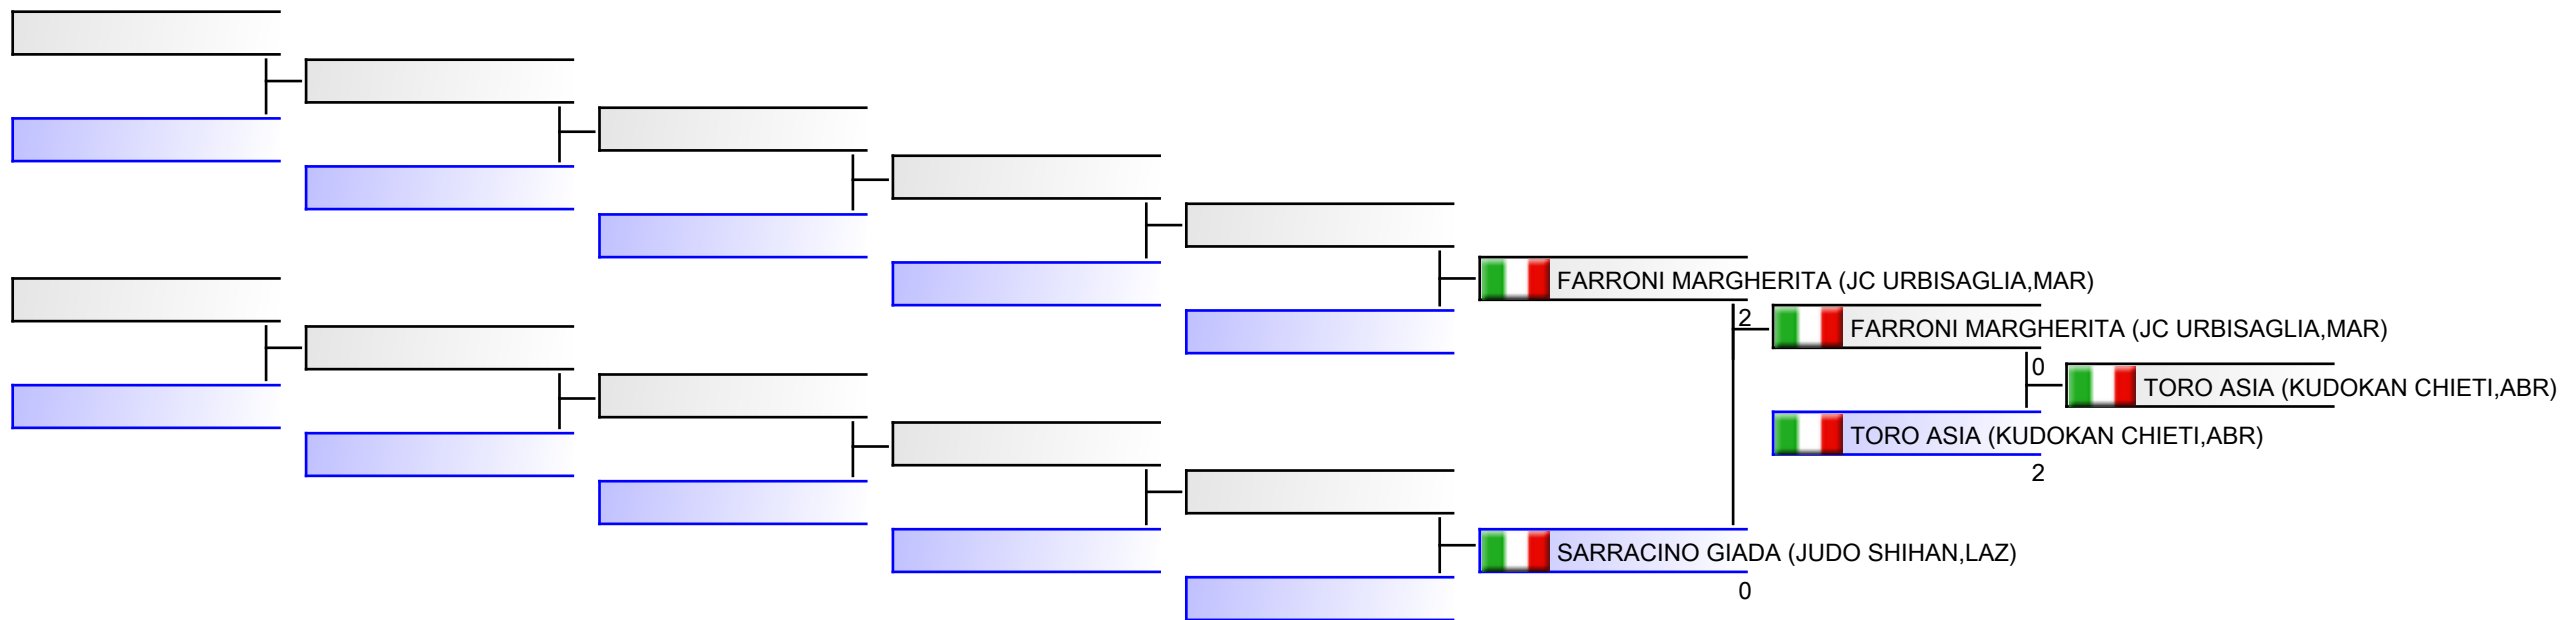 FARRONI MARGHERITA (JC URBISAGLIA,MAR)
2
FARRONI MARGHERITA (JC URBISAGLIA,MAR)
0
TORO ASIA (KUDOKAN CHIETI,ABR)
TORO ASIA (KUDOKAN CHIETI,ABR)
2
SARRACINO GIADA (JUDO SHIHAN,LAZ)
0